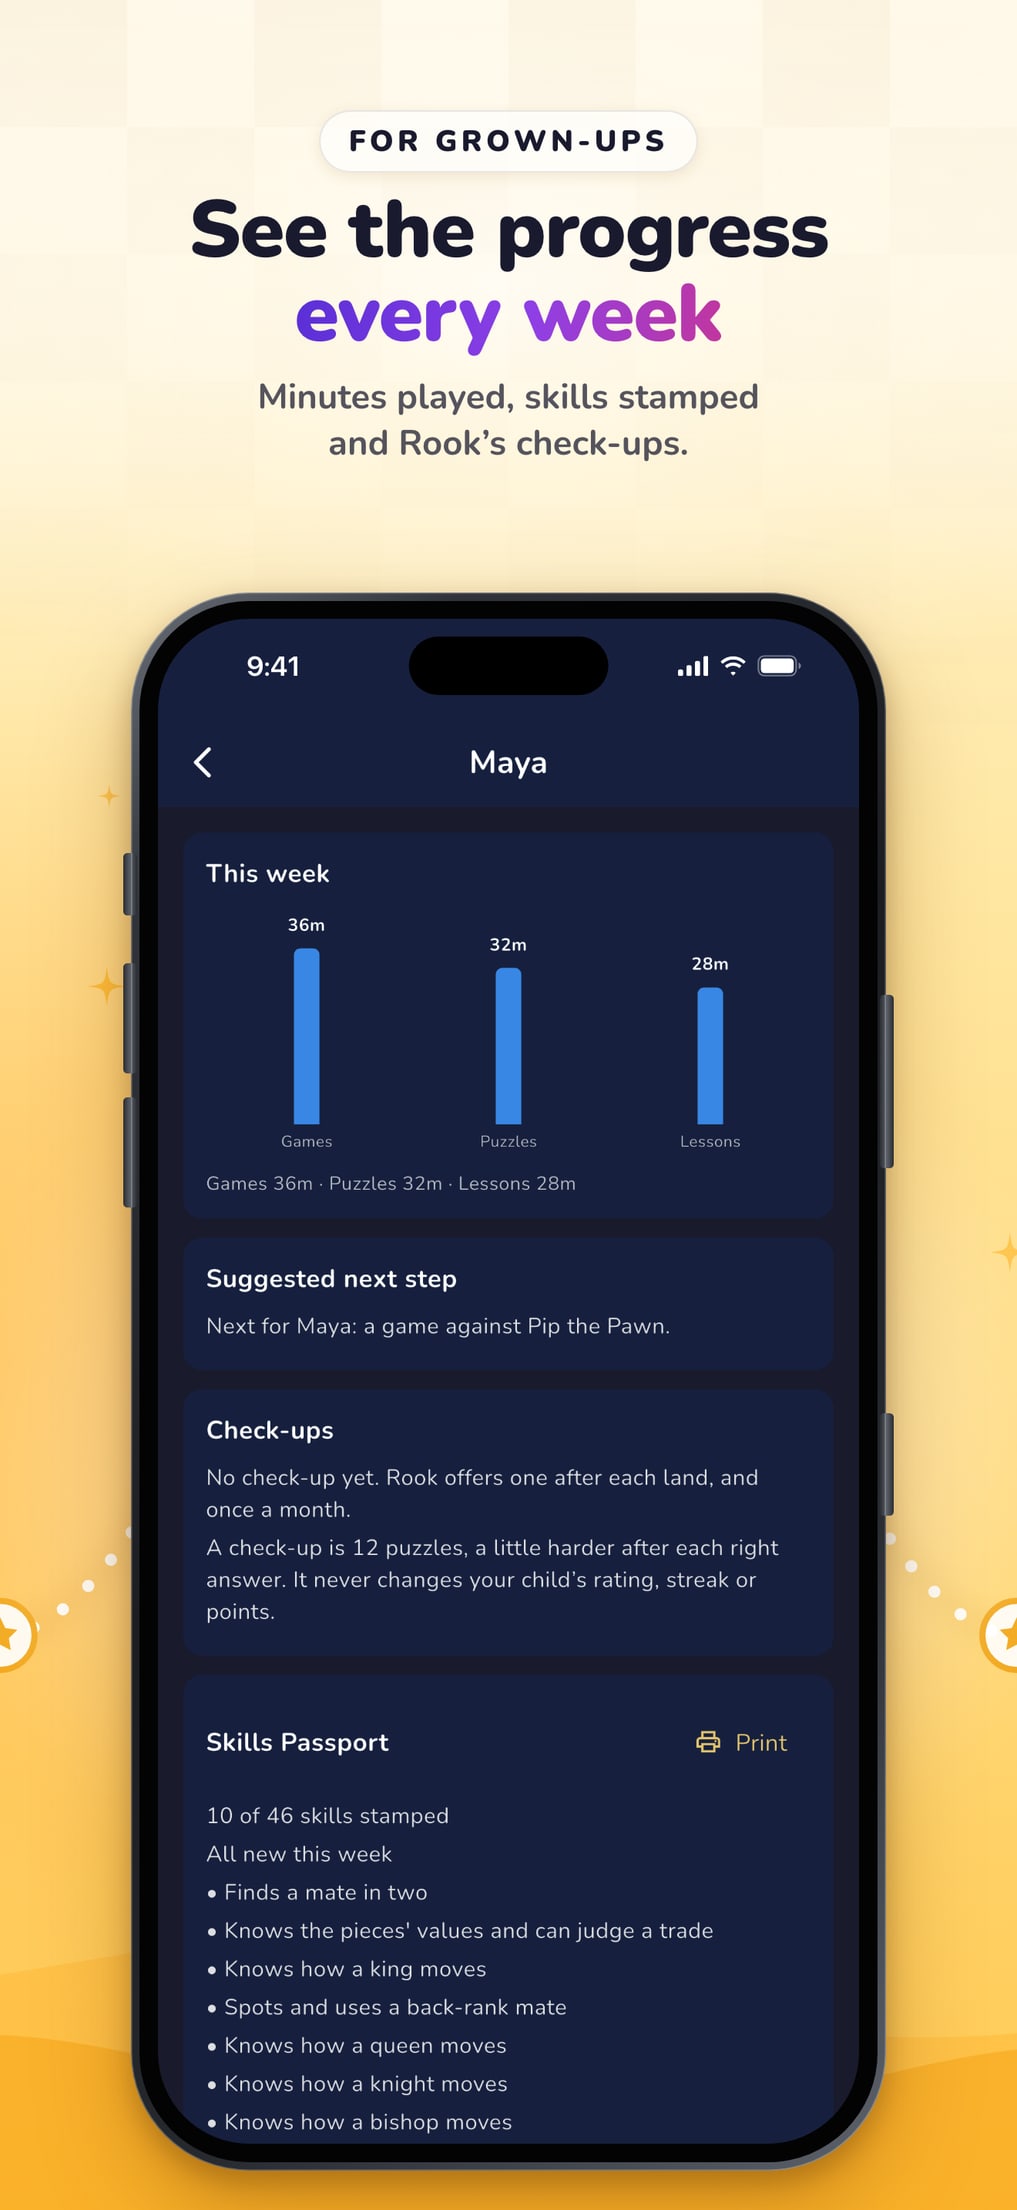 FOR GROWN-UPS
See the progress
every week
Minutes played, skills stamped
and Rook’s check-ups.
9:41
Maya
This week
36m
32m
28m
Games
Puzzles
Lessons
Games 36m · Puzzles 32m · Lessons 28m
Suggested next step
Next for Maya: a game against Pip the Pawn.
Check-ups
No check-up yet. Rook offers one after each land, and
once a month.
A check-up is 12 puzzles, a little harder after each right
answer. It never changes your child’s rating, streak or
points.
Skills Passport
Print
10 of 46 skills stamped
All new this week
• Finds a mate in two
• Knows the pieces' values and can judge a trade
• Knows how a king moves
• Spots and uses a back-rank mate
• Knows how a queen moves
• Knows how a knight moves
• Knows how a bishop moves